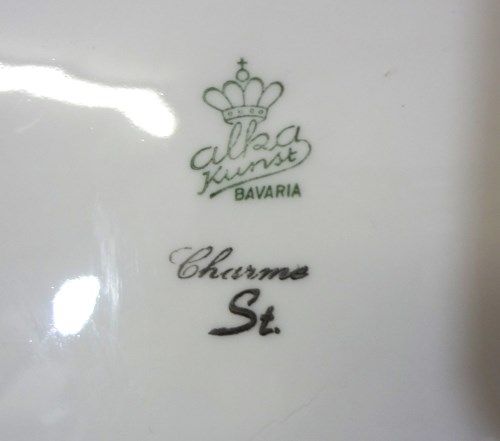 alka
Kunst
BAVARIA
Charme
St.